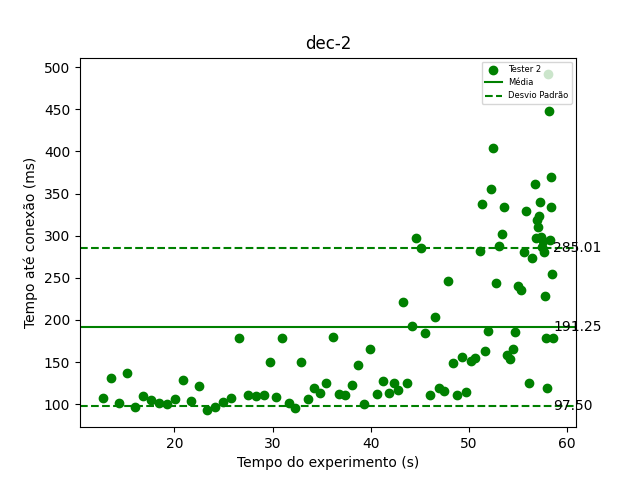 dec-2
Tester 2
Média
Desvio Padrão
500
450
400
350
300
250
200
150
100
Tempo até conexão (ms)
285.01
191.25
97.50
20
30
40
50
60
Tempo do experimento (s)